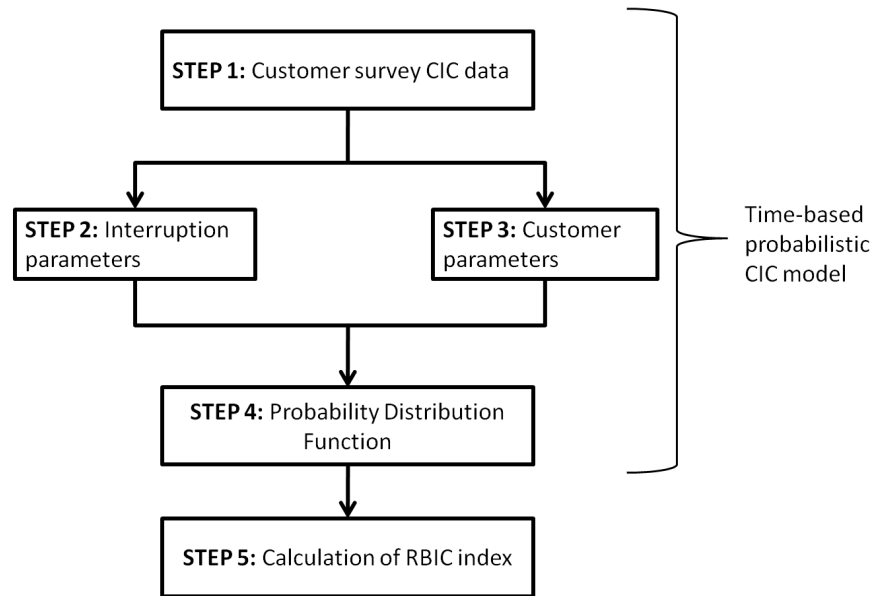 STEP 1: Customer survey CIC data
STEP 2: Interruption
parameters
STEP 3: Customer
parameters
Time-based
probabilistic
CIC model
STEP 4: Probability Distribution
Function
STEP 5: Calculation of RBIC index